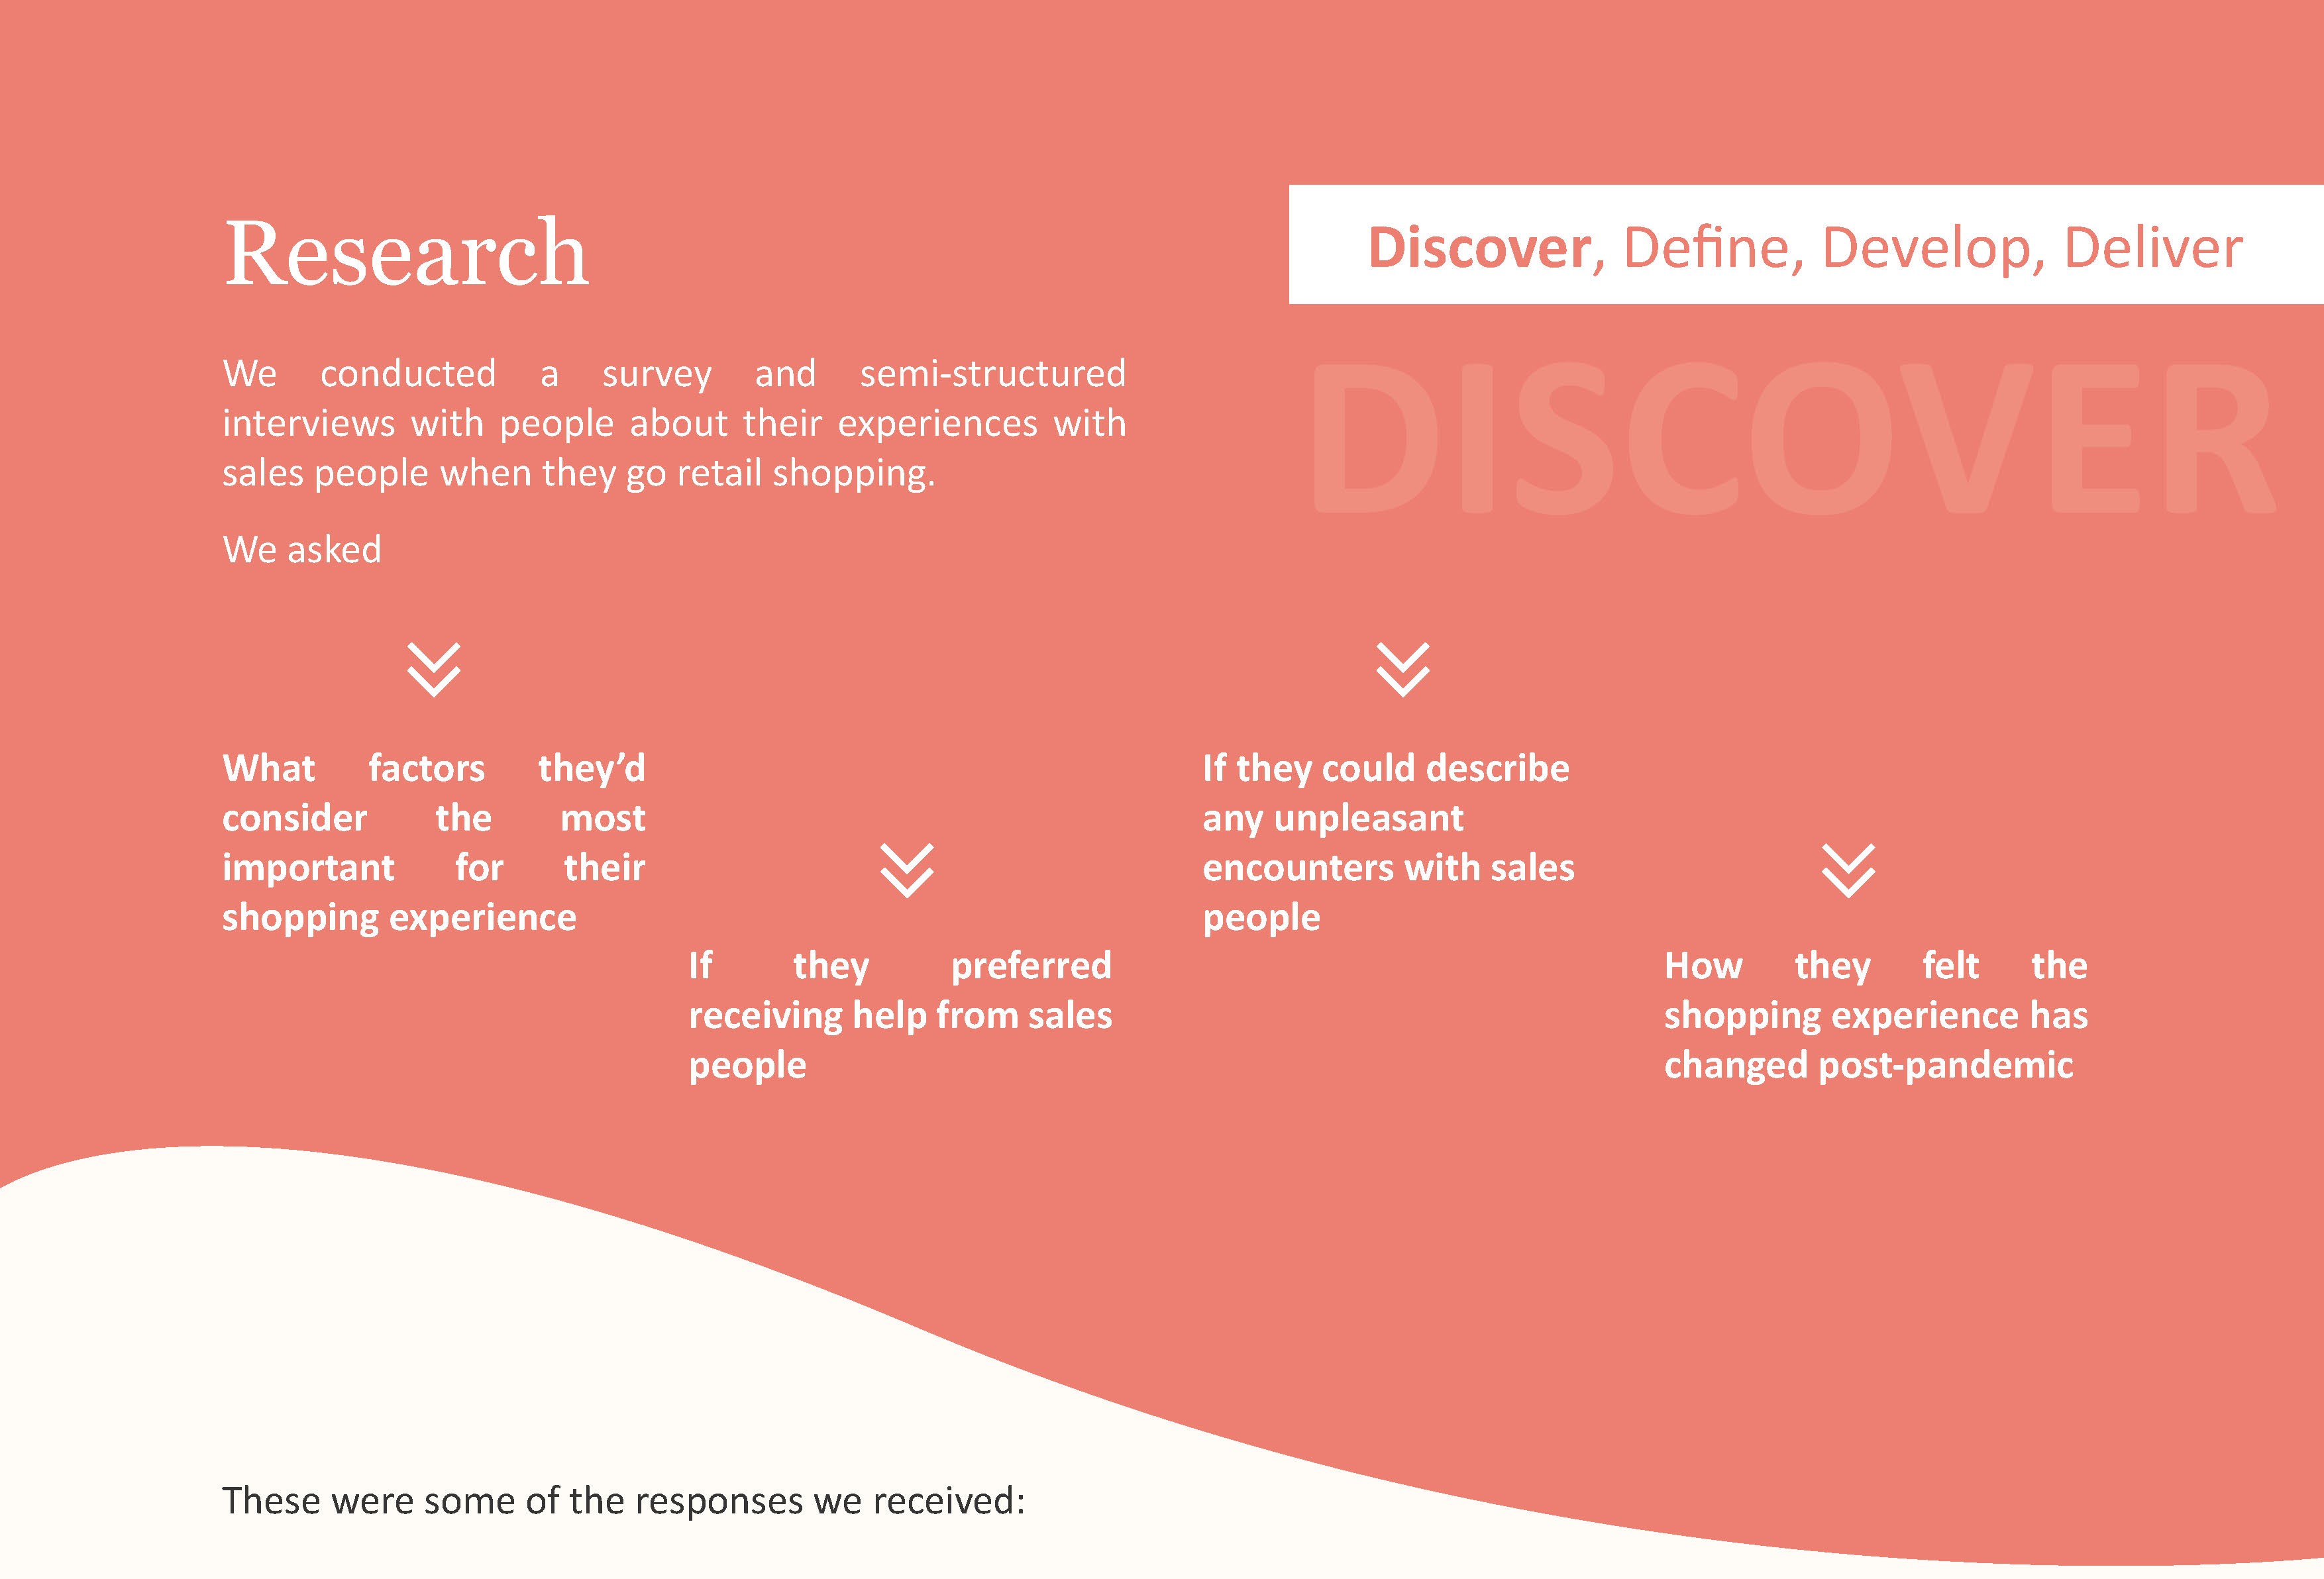 Research
Discover, Define, Develop, Deliver
DISCOVER
We conducted a survey and semi-structured
interviews with people about their experiences with
sales people when they go retail shopping.
We asked
What factors they’d
consider the most
important for their
shopping experience
If they preferred
receiving help from sales
people
If they could describe
any unpleasant
encounters with sales
people
How they felt the
shopping experience has
changed post-pandemic
These were some of the responses we received: